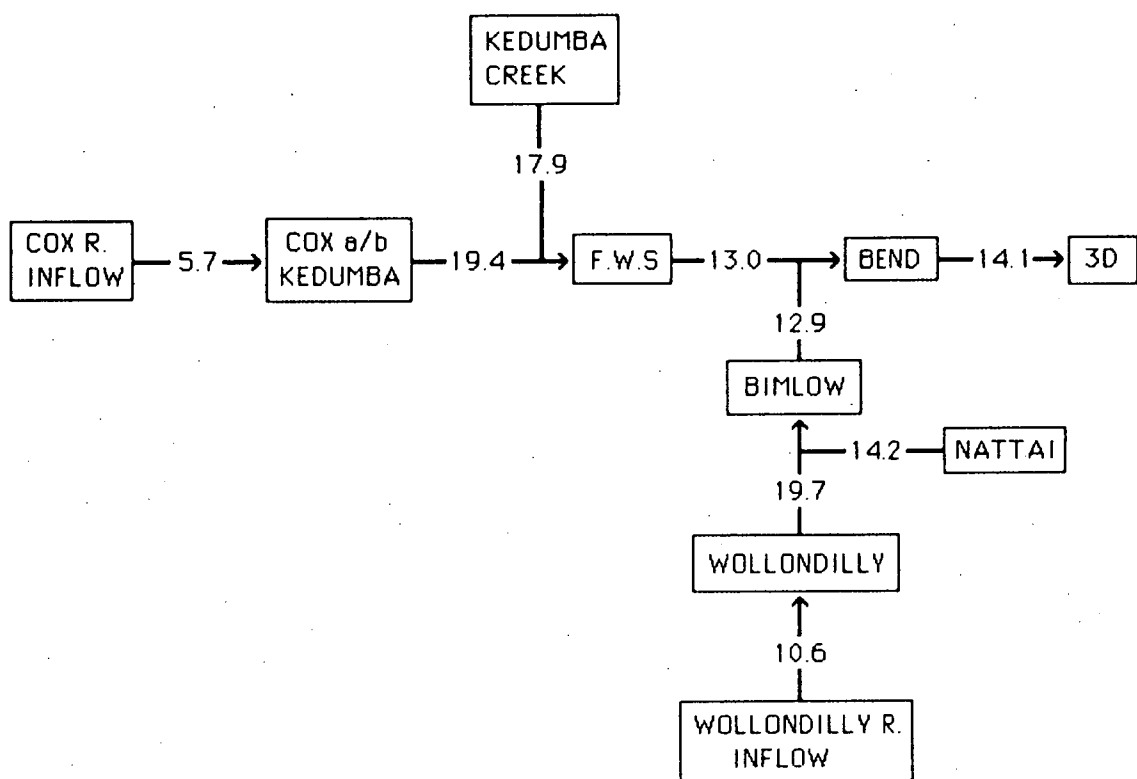 KEDUMBA
CREEK
17.9
COX R.
INFLOW
5.7
COX a/b
KEDUMBA
19.4
F.W.S
13.0
BEND
14.1
3D
12.9
BIMLOW
14.2
NATTAI
19.7
WOLLONDILLY
10.6
WOLLONDILLY R.
INFLOW